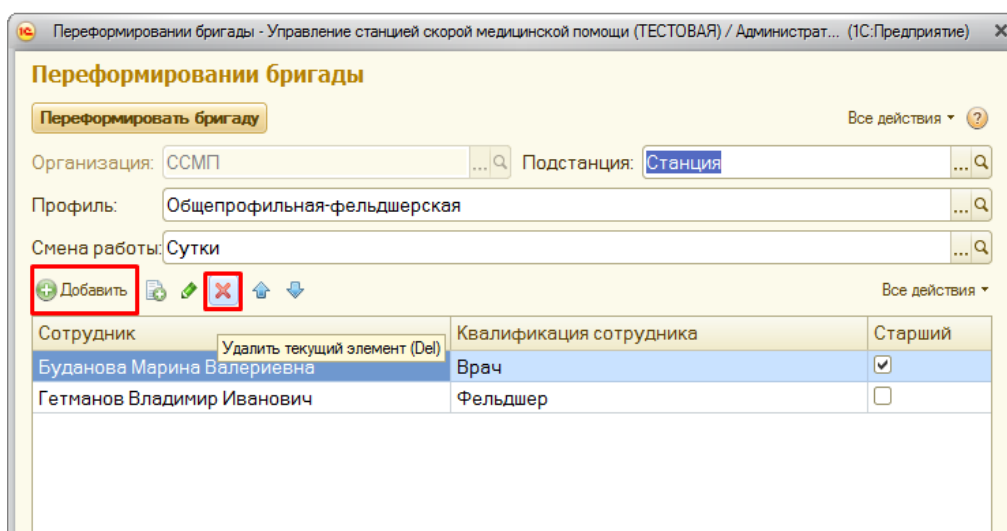 Переформировании бригады - Управление станцией скорой медицинской помощи (ТЕСТОВАЯ) / Администрат... (1С:Предприятие)
Переформировании бригады
Переформировать бригаду Все действия
Организация: ССМП ... Подстанция: Станция ...
Профиль: Общепрофильная-фельдшерская ...
Смена работы: Сутки ...
Добавить Все действия
Сотрудник Квалификация сотрудника Старший
Удалить текущий элемент (Del)
Буданова Марина Валериевна Врач
Гетманов Владимир Иванович Фельдшер